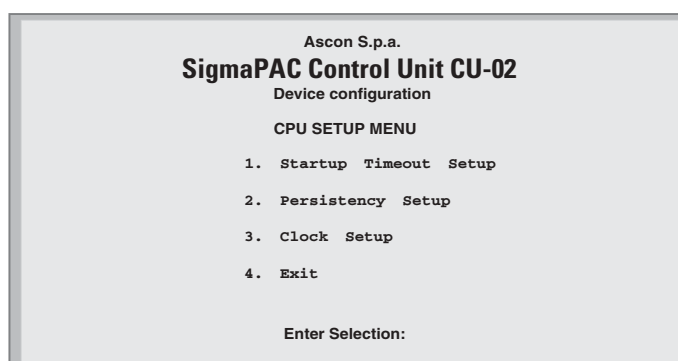 Ascon S.p.a.
SigmaPAC Control Unit CU-02
Device configuration
CPU SETUP MENU
1. Startup Timeout Setup
2. Persistency Setup
3. Clock Setup
4. Exit
Enter Selection: